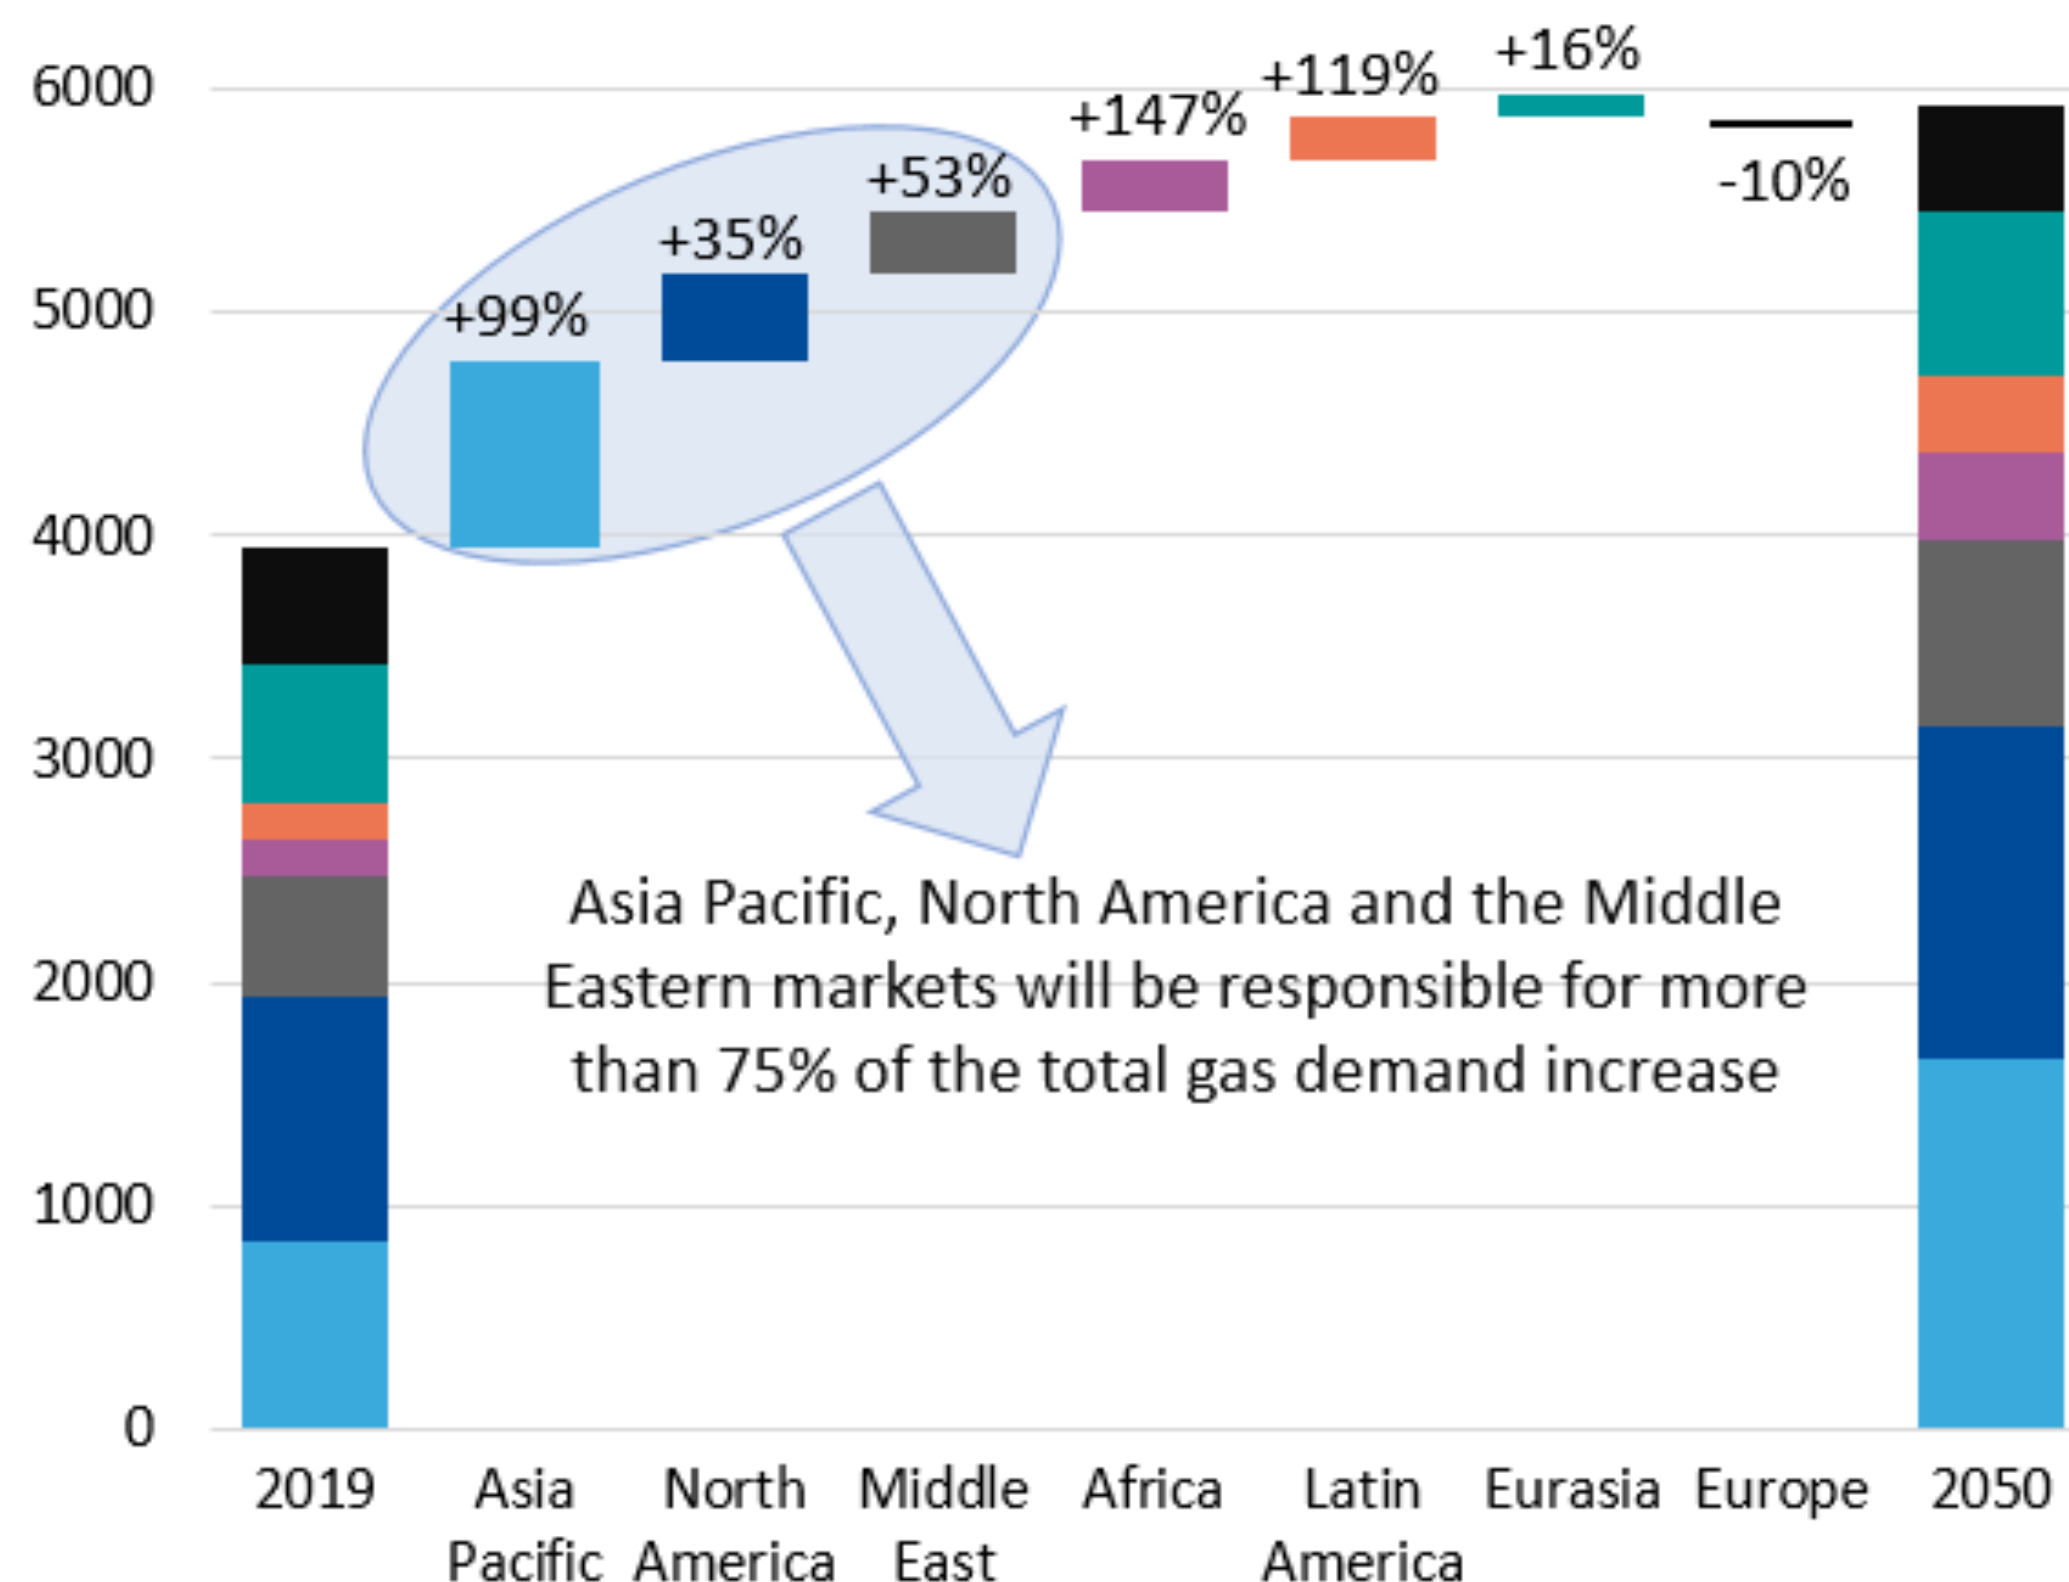 +16%
+119%
6000
+147%
+53%
-10%
+35%
+99%
5000
4000
3000
Asia Pacific, North America and the Middle
Eastern markets will be responsible for more
than 75% of the total gas demand increase
2000
1000
0
2019
Asia
Pacific
North
America
Middle
East
Africa
Latin
America
Eurasia
Europe
2050